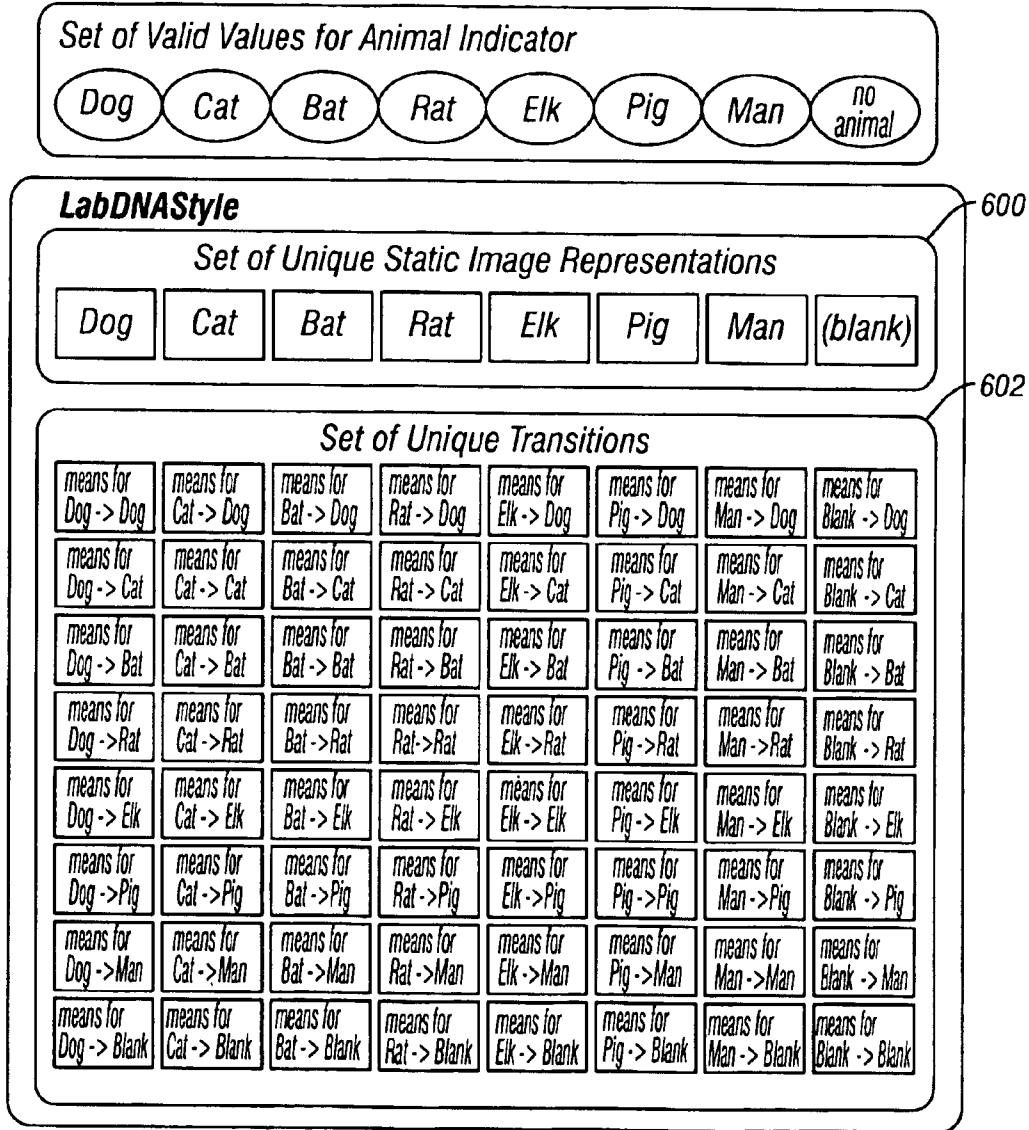 Set of Valid Values for Animal Indicator
Dog Cat Bat Rat Elk Pig Man no animal
LabDNAStyle
600
Set of Unique Static Image Representations
Dog Cat Bat Rat Elk Pig Man (blank)
602
Set of Unique Transitions
means for means for means for means for means for means for means for means for
Dog -> Dog Cat -> Dog Bat -> Dog Rat -> Dog Elk -> Dog Pig -> Dog Man -> Dog Blank -> Dog
means for means for means for means for means for means for means for means for
Dog -> Cat Cat -> Cat Bat -> Cat Rat -> Cat Elk -> Cat Pig -> Cat Man -> Cat Blank -> Cat
means for means for means for means for means for means for means for means for
Dog -> Bat Cat -> Bat Bat -> Bat Rat -> Bat Elk -> Bat Pig -> Bat Man -> Bat Blank -> Bat
means for means for means for means for means for means for means for means for
Dog ->Rat Cat ->Rat Bat ->Rat Rat->Rat Elk ->Rat Pig ->Rat Man ->Rat Blank -> Rat
means for means for means for means for means for means for means for means for
Dog -> Elk Cat -> Elk Bat -> Elk Rat -> Elk Elk -> Elk Pig -> Elk Man -> Elk Blank -> Elk
means for means for means for means for means for means for means for means for
Dog ->Pig Cat ->Pig Bat ->Pig Rat ->Pig Elk ->Pig Pig ->Pig Man ->Pig Blank -> Pig
means for means for means for means for means for means for means for means for
Dog ->Man Cat ->Man Bat ->Man Rat ->Man Elk ->Man Pig ->Man Man ->Man Blank -> Man
means for means for means for means for means for means for means for means for
Dog -> Blank Cat -> Blank Bat -> Blank Rat -> Blank Elk -> Blank Pig -> Blank Man -> Blank Blank -> Blank